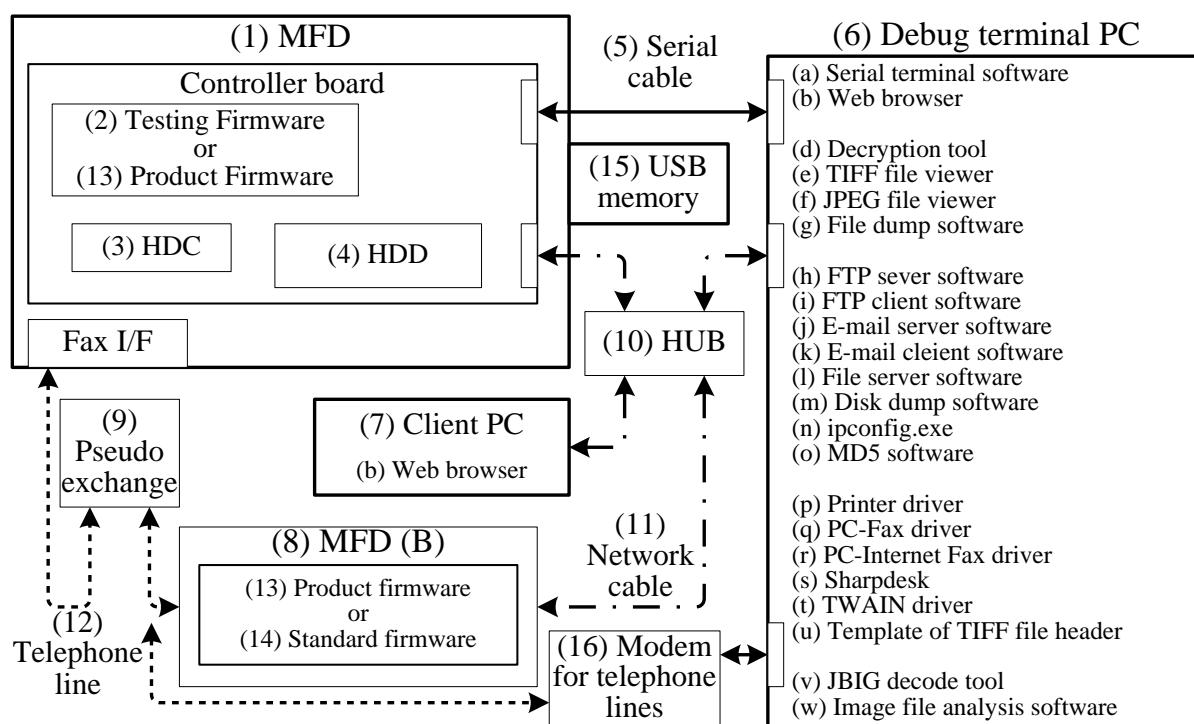 (1) MFD
Controller board
(2) Testing Firmware
or
(13) Product Firmware
(3) HDC
(4) HDD
Fax I/F
(5) Serial
cable
(15) USB
memory
(10) HUB
(7) Client PC
(b) Web browser
(9)
Pseudo
exchange
(8) MFD (B)
(13) Product firmware
or
(14) Standard firmware
(11)
Network
cable
(12)
Telephone
line
(16) Modem
for telephone
lines
(6) Debug terminal PC
(a) Serial terminal software
(b) Web browser
(d) Decryption tool
(e) TIFF file viewer
(f) JPEG file viewer
(g) File dump software
(h) FTP sever software
(i) FTP client software
(j) E-mail server software
(k) E-mail cleient software
(l) File server software
(m) Disk dump software
(n) ipconfig.exe
(o) MD5 software
(p) Printer driver
(q) PC-Fax driver
(r) PC-Internet Fax driver
(s) Sharpdesk
(t) TWAIN driver
(u) Template of TIFF file header
(v) JBIG decode tool
(w) Image file analysis software